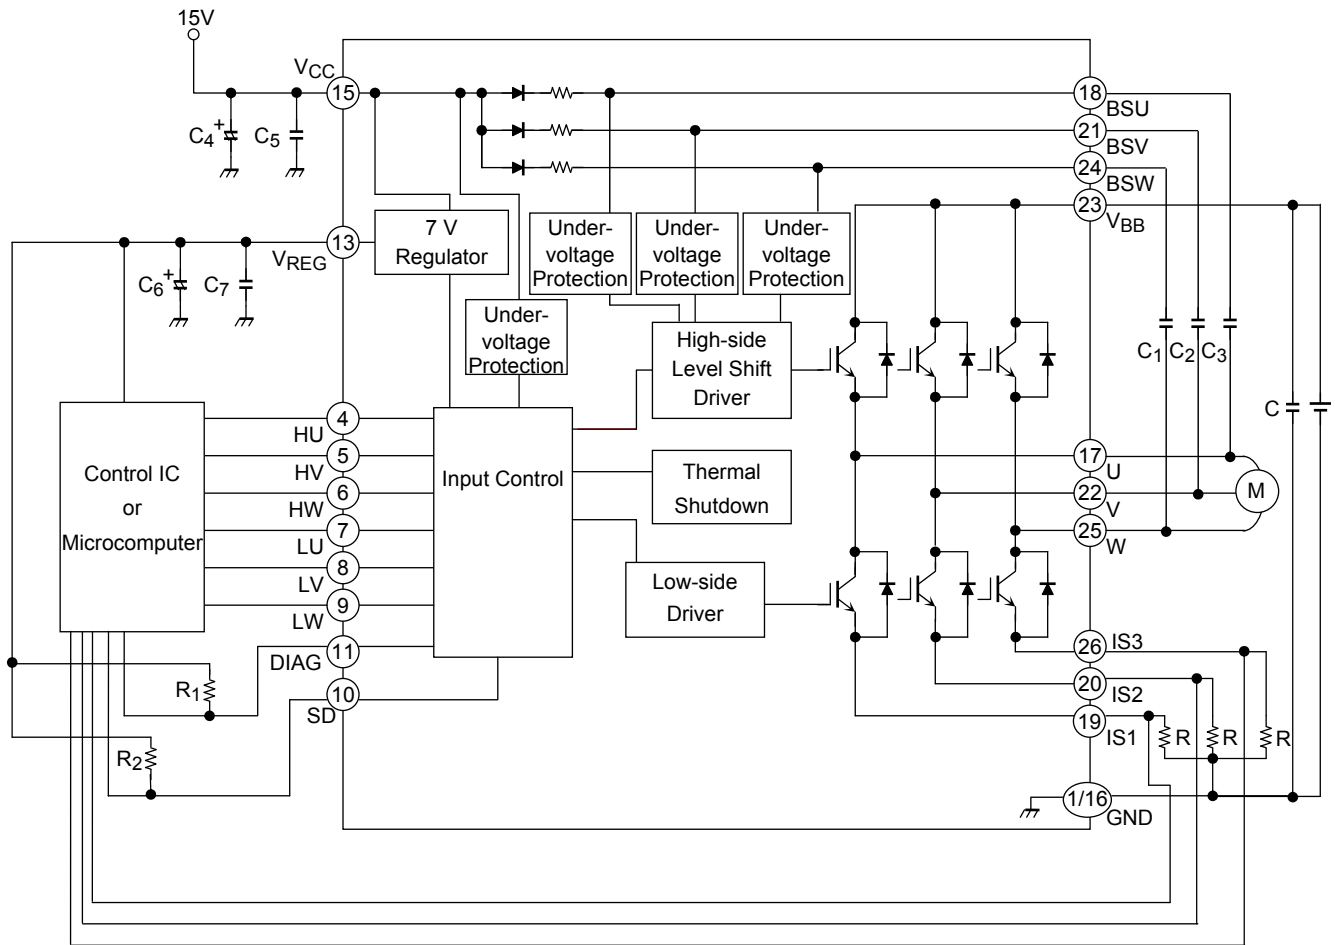 15V
VCC
15
18
BSU
C4
+
C5
21
BSV
24
BSW
23
VBB
7 V
Regulator
Under-
voltage
Protection
Under-
voltage
Protection
Under-
voltage
Protection
13
VREG
C6
+
C7
Under-
voltage
Protection
High-side
Level Shift
Driver
C1
C2
C3
C
Control IC
or
Microcomputer
4
HU
5
HV
6
HW
7
LU
8
LV
9
LW
11
DIAG
10
SD
Input Control
Thermal
Shutdown
Low-side
Driver
17
U
22
V
25
W
M
26
IS3
20
IS2
19
IS1
R
R
R
R1
R2
1/16
GND